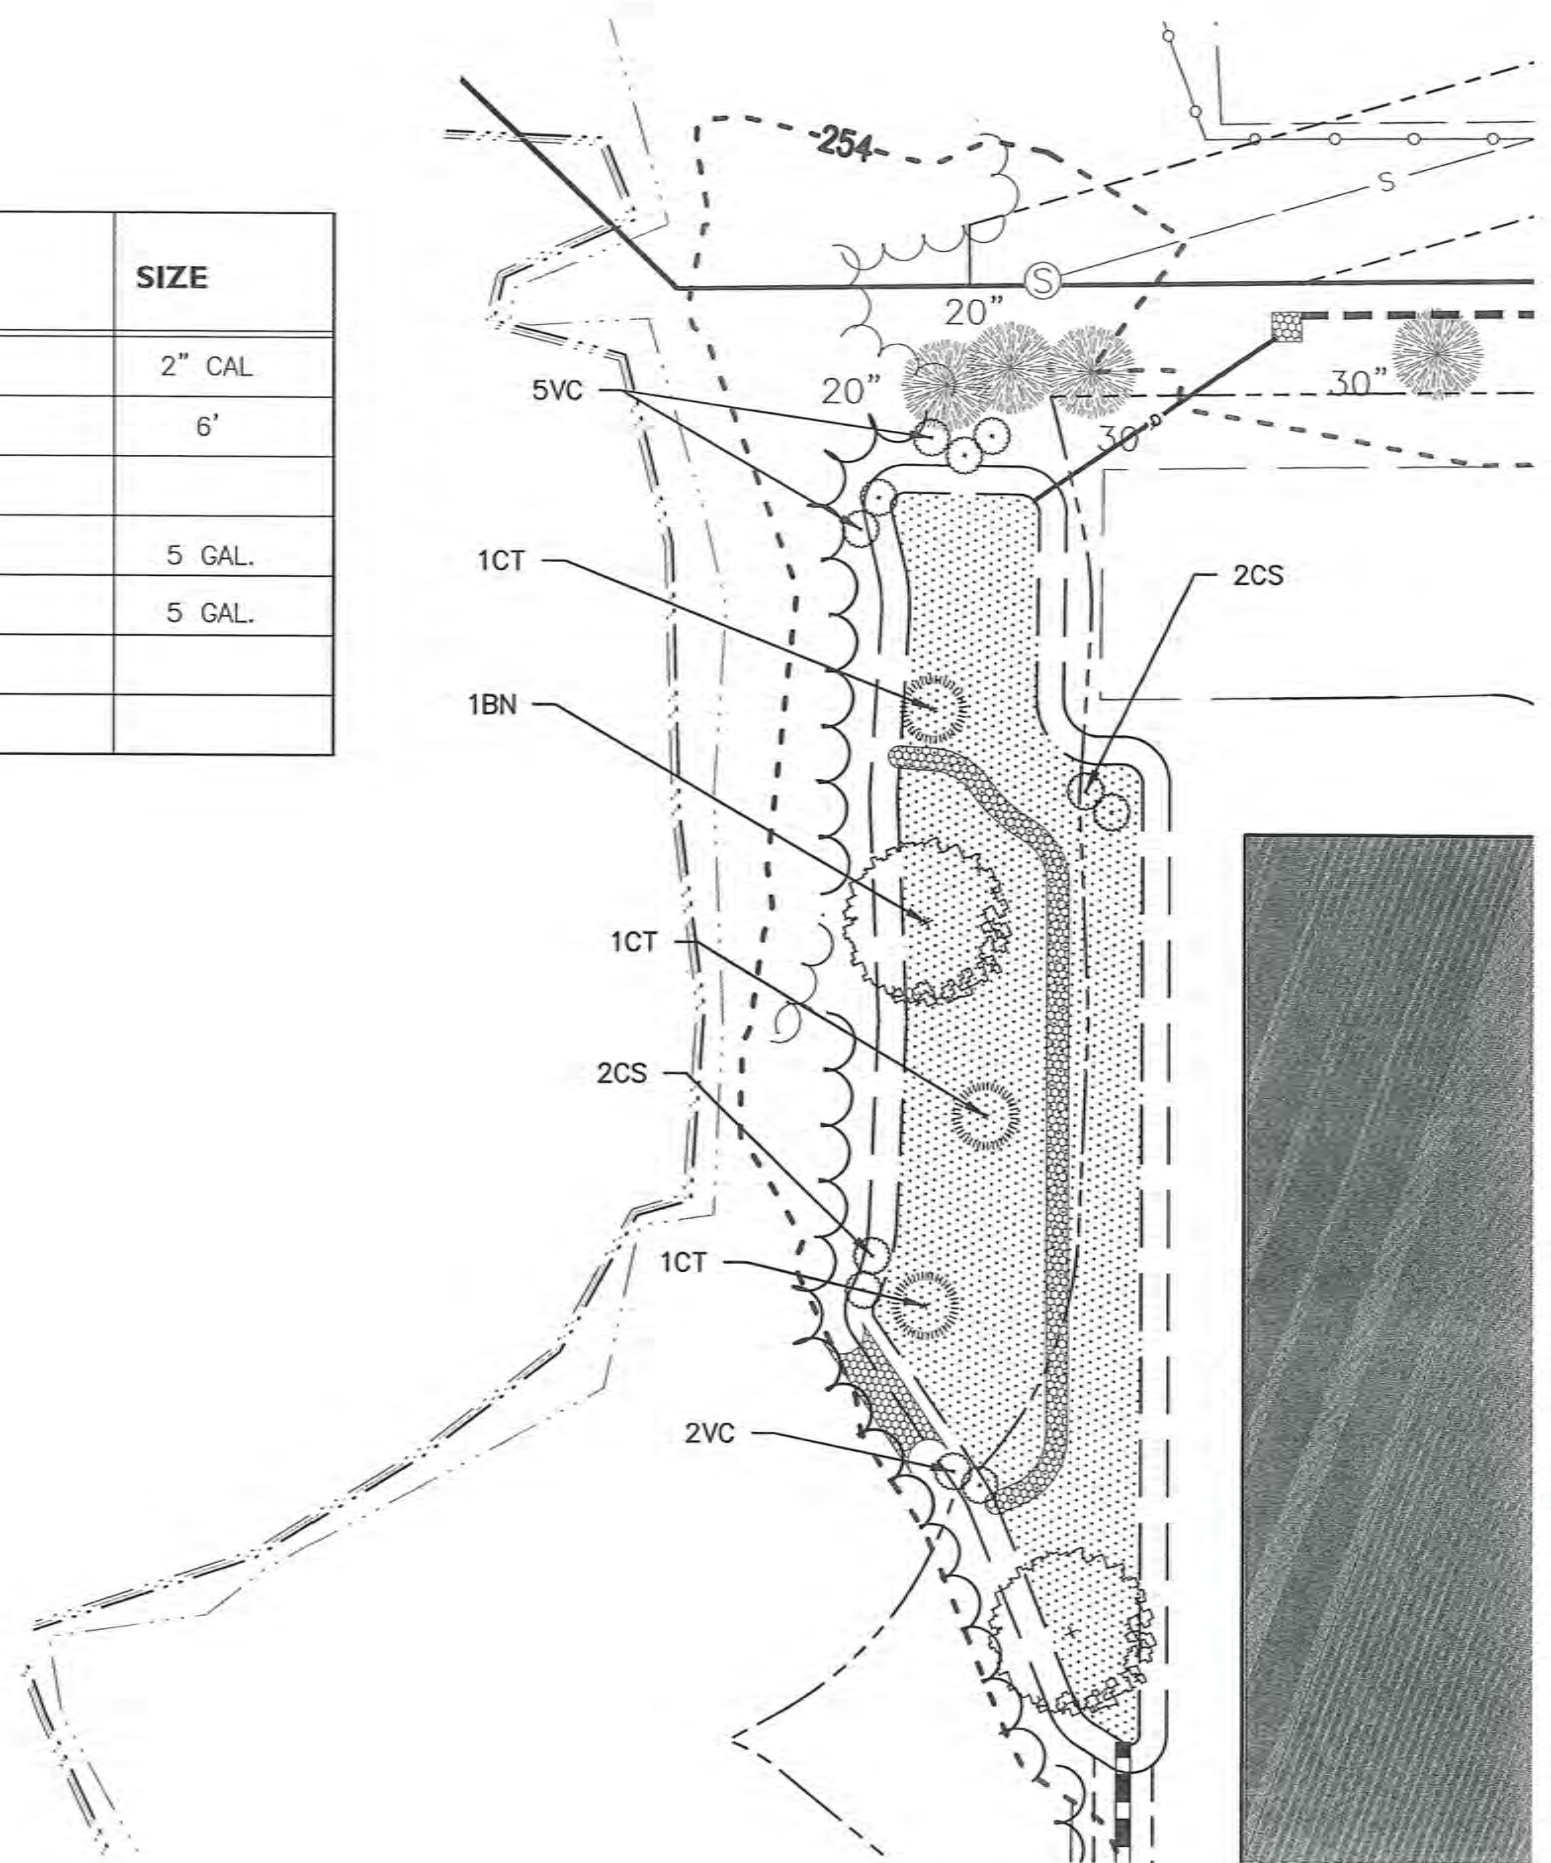 254
S
SIZE
S
20”
2” CAL
30”
5VC
20”
6’
30”
D
5 GAL.
1CT
2CS
5 GAL.
1BN
1CT
2CS
1CT
2VC